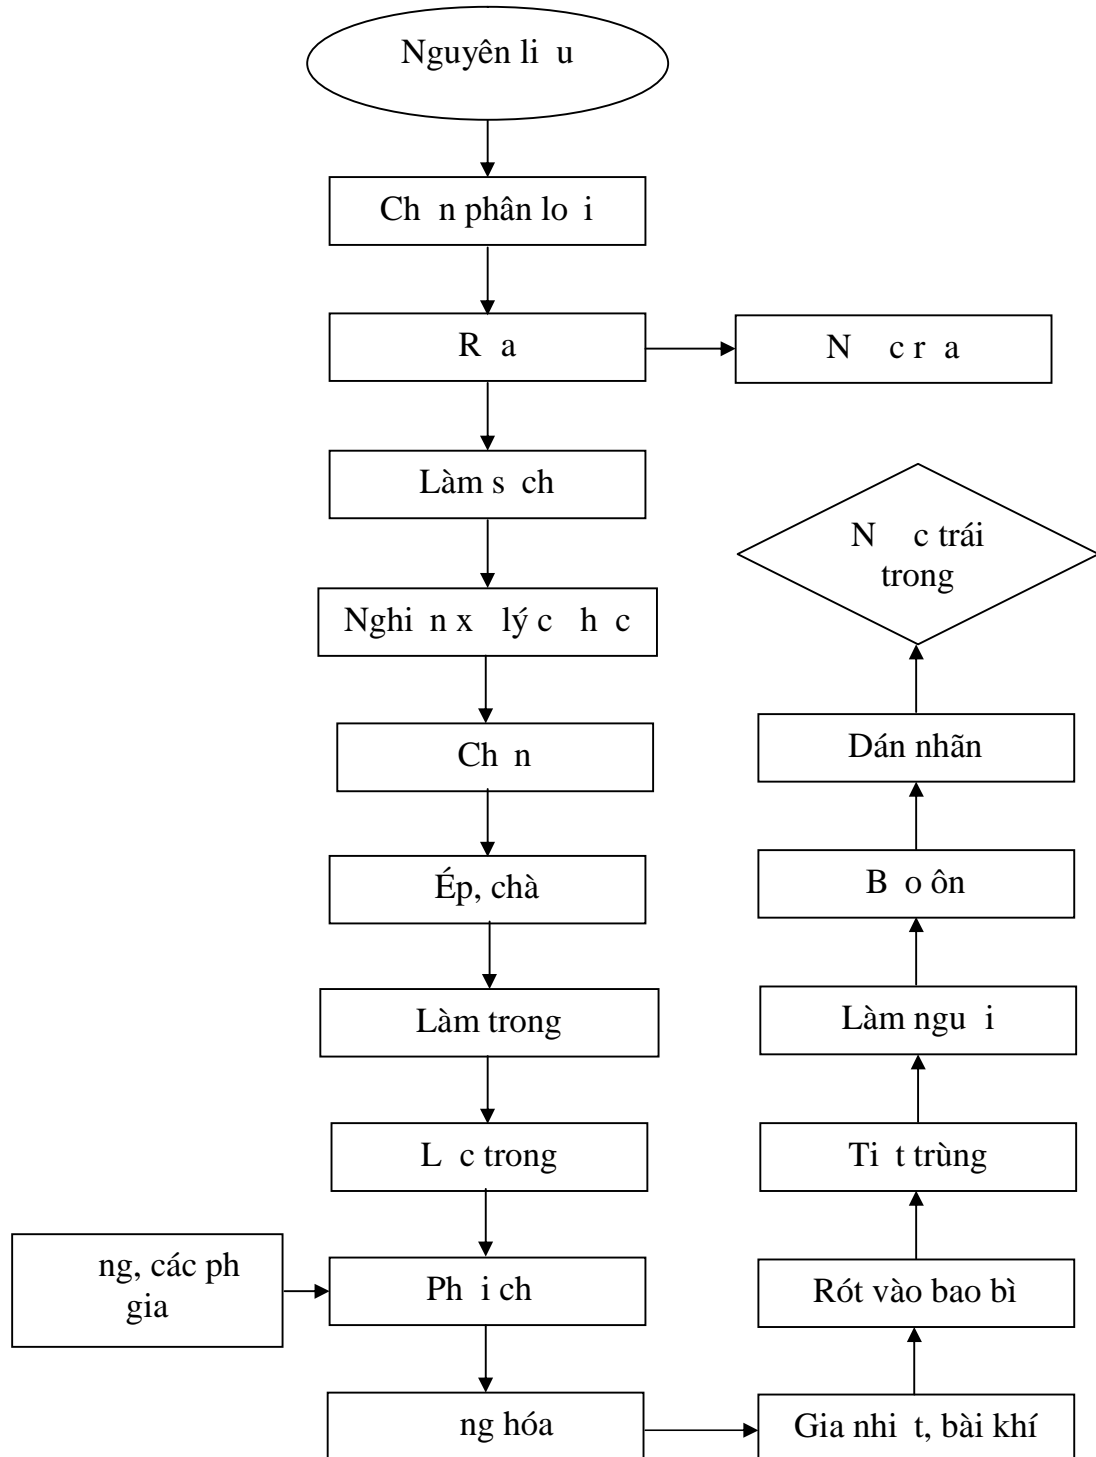 Nguyên li u
Ch n phân lo i
R a
N c r a
Làm s ch
Nghi n x lý c h c
Ch n
Ép, chà
Làm trong
L c trong
ng, các ph
gia
Ph i ch
ng hóa
Gia nhi t, bài khí
Rót vào bao bì
Ti t trùng
Làm ngu i
B o ôn
Dán nhãn
N c trái
trong